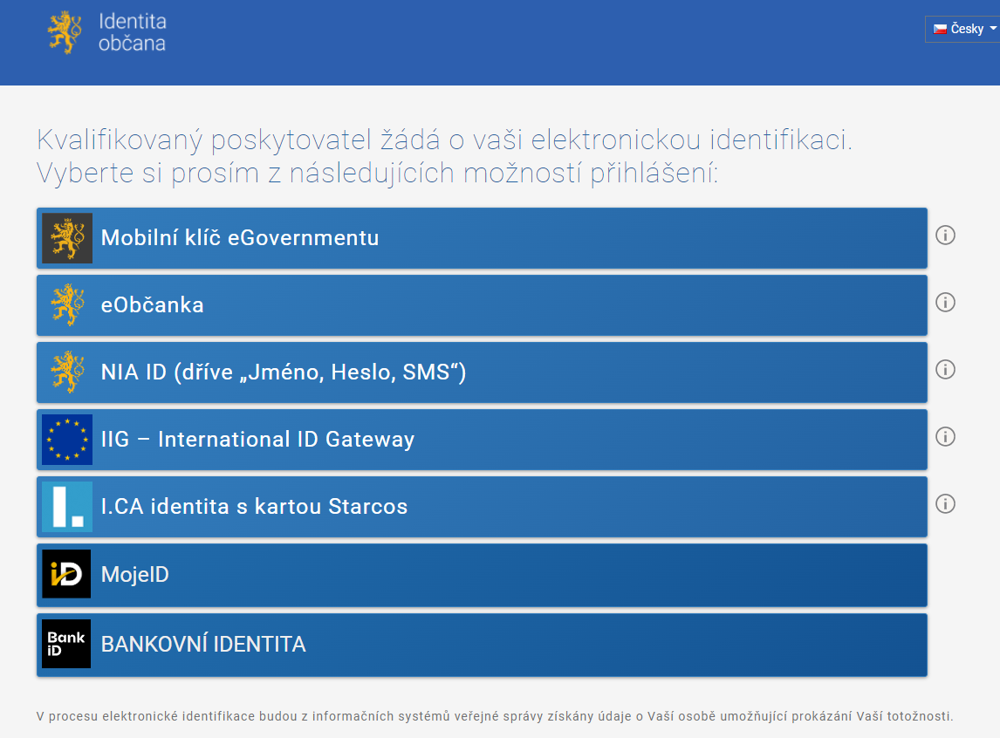 Identita
občana
Česky
Kvalifikovaný poskytovatel žádá o vaši elektronickou identifikaci.
Vyberte si prosím z následujících možností přihlášení:
Mobilní klíč eGovernmentu
eObčanka
NIA ID (dříve „Jméno, Heslo, SMS“)
IIG – International ID Gateway
I.
I.CA identita s kartou Starcos
iD
MojeID
Bank
iD
BANKOVNÍ IDENTITA
V procesu elektronické identifikace budou z informačních systémů veřejné správy získány údaje o Vaší osobě umožňující prokázání Vaší totožnosti.